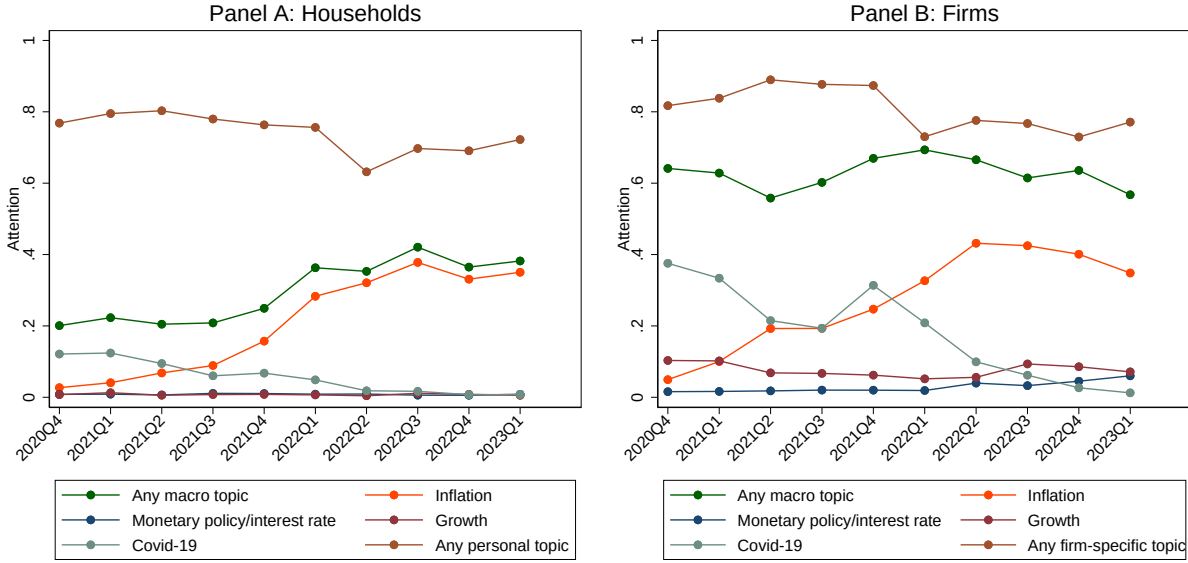 Panel A: Households
Attention
1
.8
.6
.4
.2
0
2020Q4
2021Q1
2021Q2
2021Q3
2021Q4
2022Q1
2022Q2
2022Q3
2022Q4
2023Q1
Any macro topic
Inflation
Monetary policy/interest rate
Growth
Covid-19
Any personal topic
Panel B: Firms
Attention
1
.8
.6
.4
.2
0
2020Q4
2021Q1
2021Q2
2021Q3
2021Q4
2022Q1
2022Q2
2022Q3
2022Q4
2023Q1
Any macro topic
Inflation
Monetary policy/interest rate
Growth
Covid-19
Any firm-specific topic